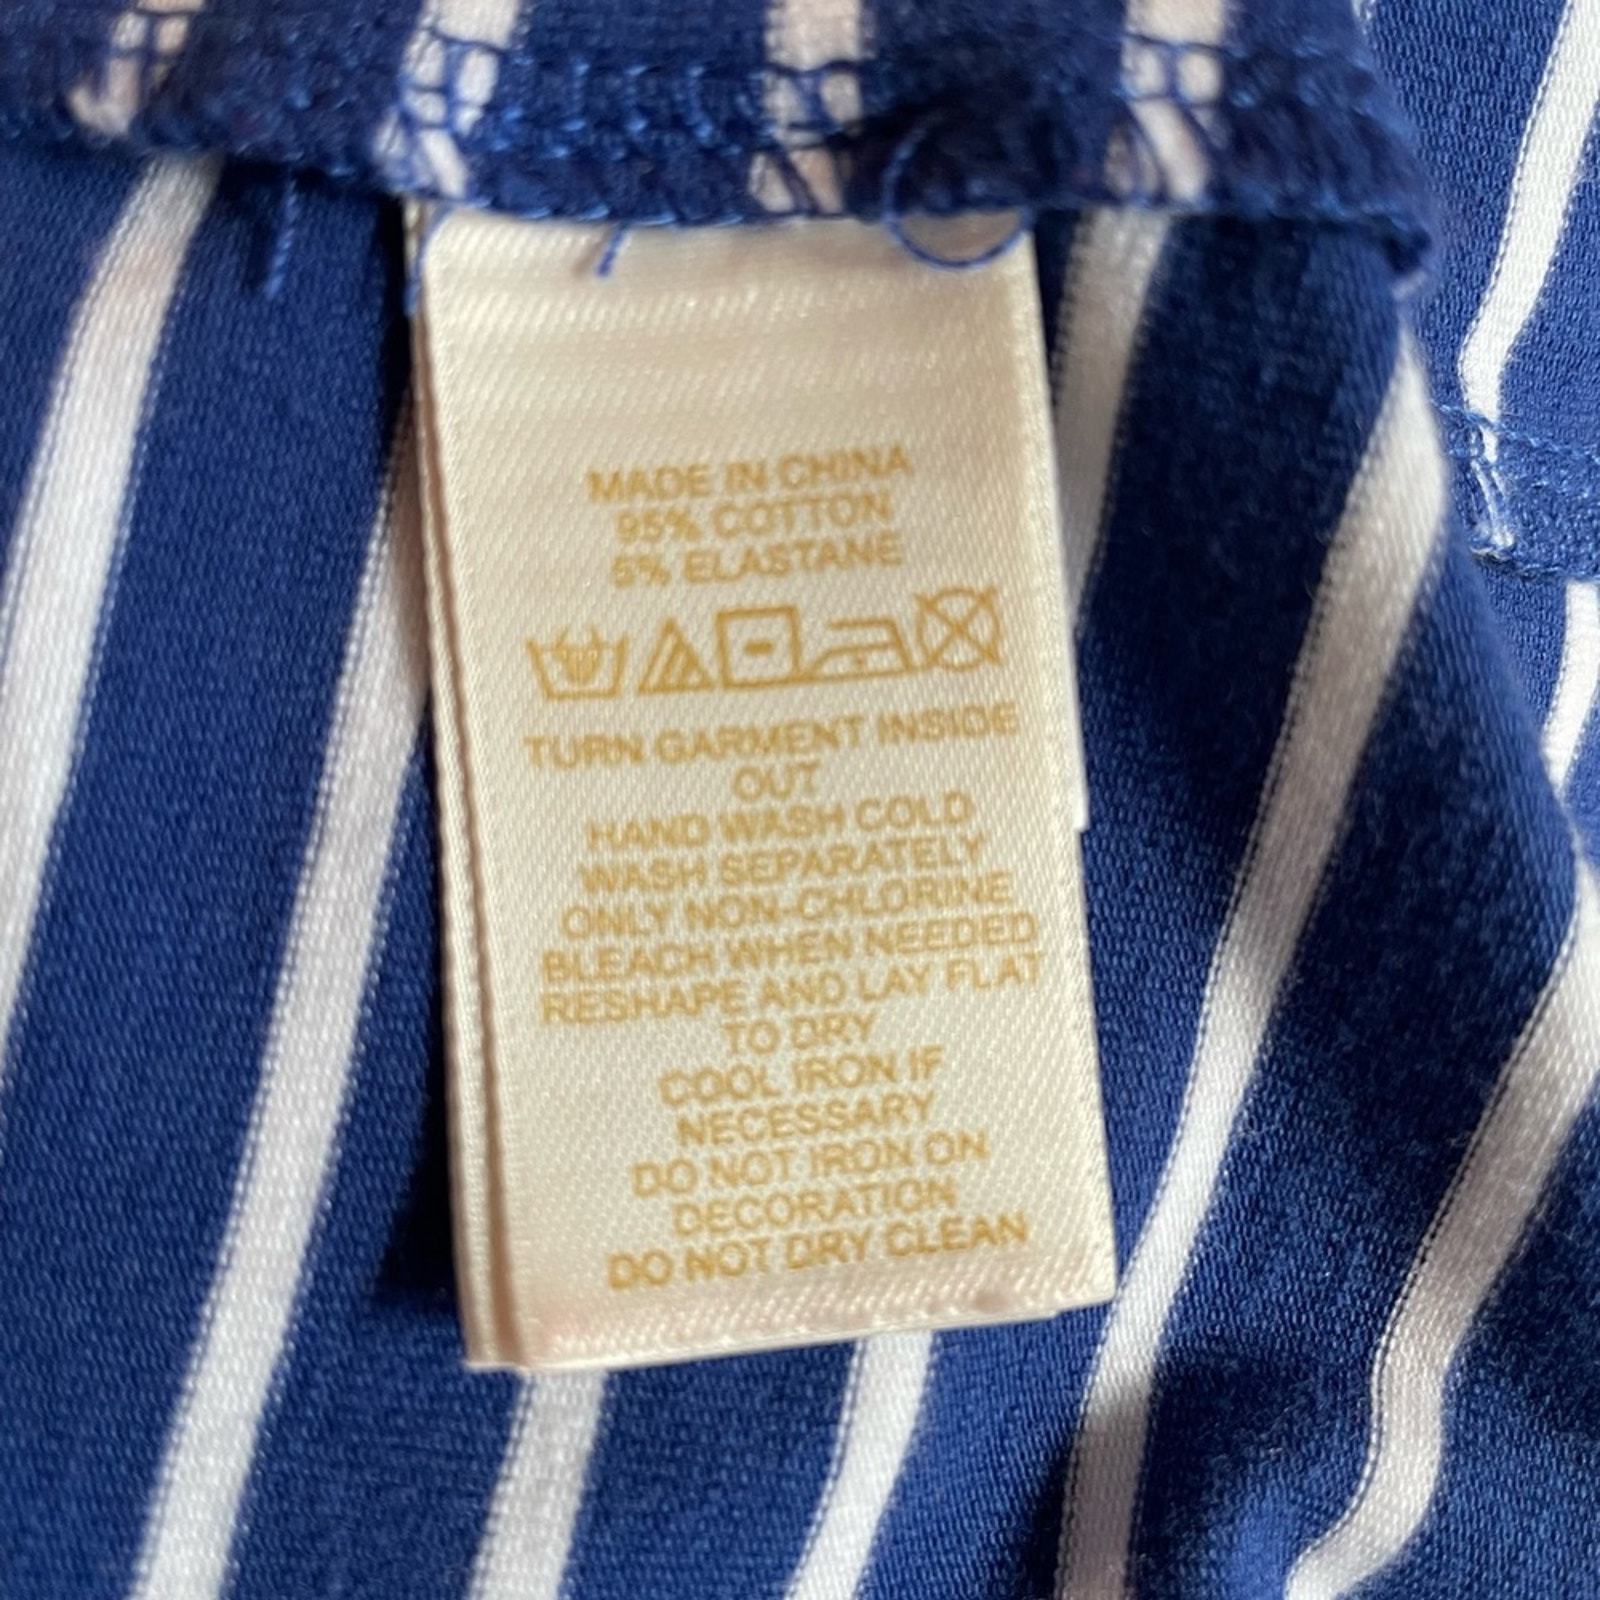 MADE IN CHINA
95% COTTON
5% ELASTANE
TURN GARMENT INSIDE
OUT
HAND WASH COLD
WASH SEPARATELY
ONLY NON-CHLORINE
BLEACH WHEN NEEDED
RESHAPE AND LAY FLAT
TO DRY
COOL IRON IF
NECESSARY
DO NOT IRON ON
DECORATION
DO NOT DRY CLEAN